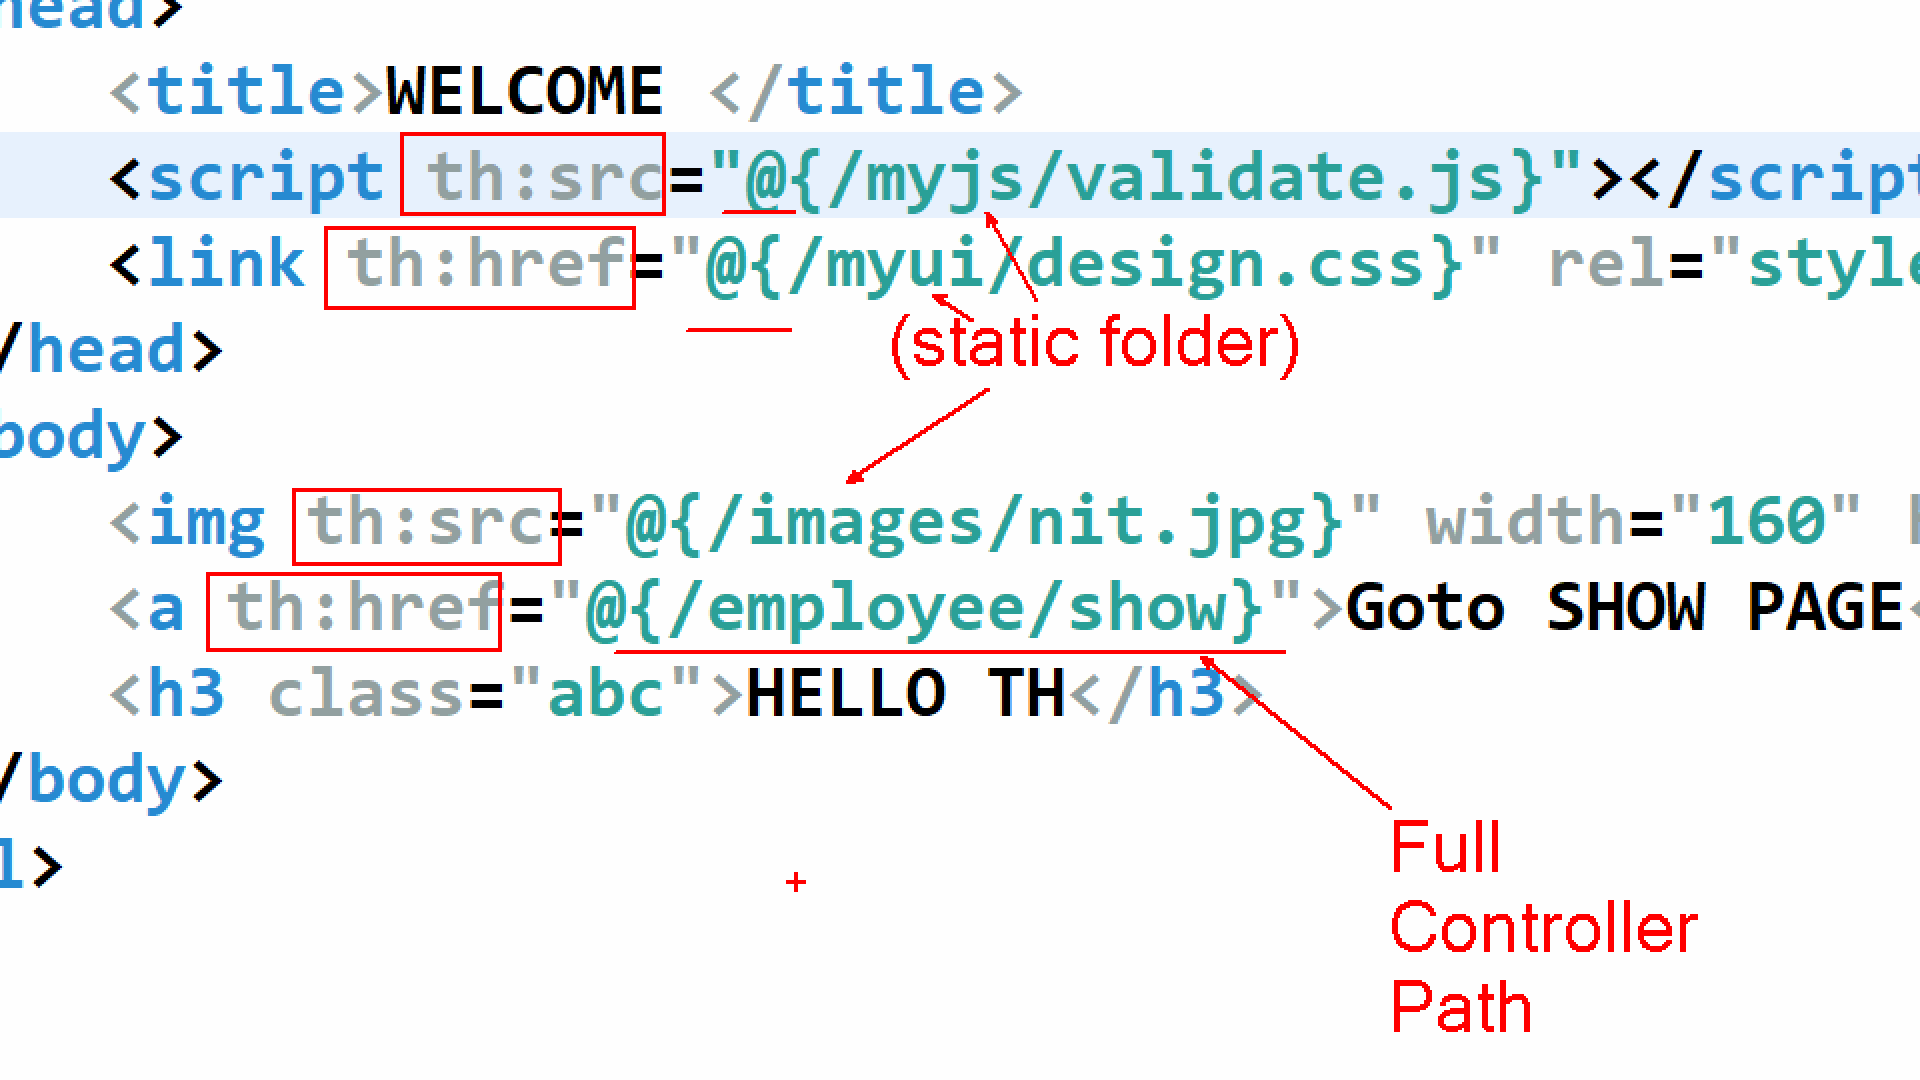 head>
<title>WELCOME </title>
<script th:src="@{/myjs/validate.js}"></script
<link th:href="@{/myui/design.css}" rel="style
/head>
(static folder)
body>
<img th:src="@{/images/nit.jpg}" width="160"
<a th:href="@{/employee/show}">Goto SHOW PAGE<
<h3 class="abc">HELLO TH</h3>
/body>
l>
Full
Controller
Path